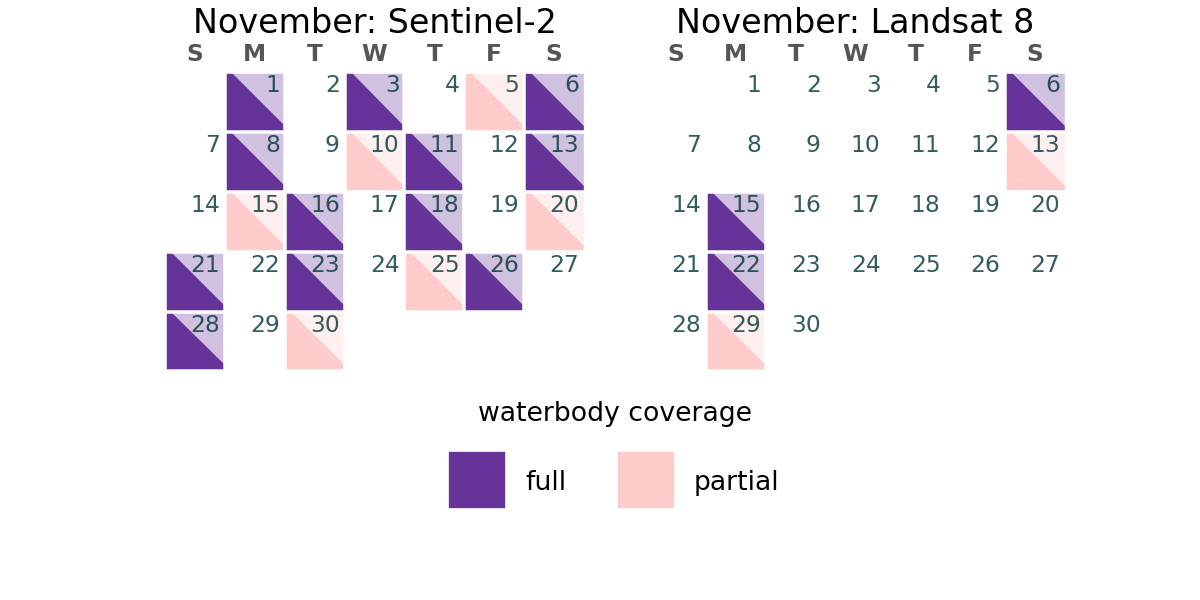 November: Sentinel-2
S M T W T F S
1 2 3 4 5 6
7 8 9 10 11 12 13
14 15 16 17 18 19 20
21 22 23 24 25 26 27
28 29 30
November: Landsat 8
S M T W T F S
1 2 3 4 5 6
7 8 9 10 11 12 13
14 15 16 17 18 19 20
21 22 23 24 25 26 27
28 29 30
waterbody coverage
full partial